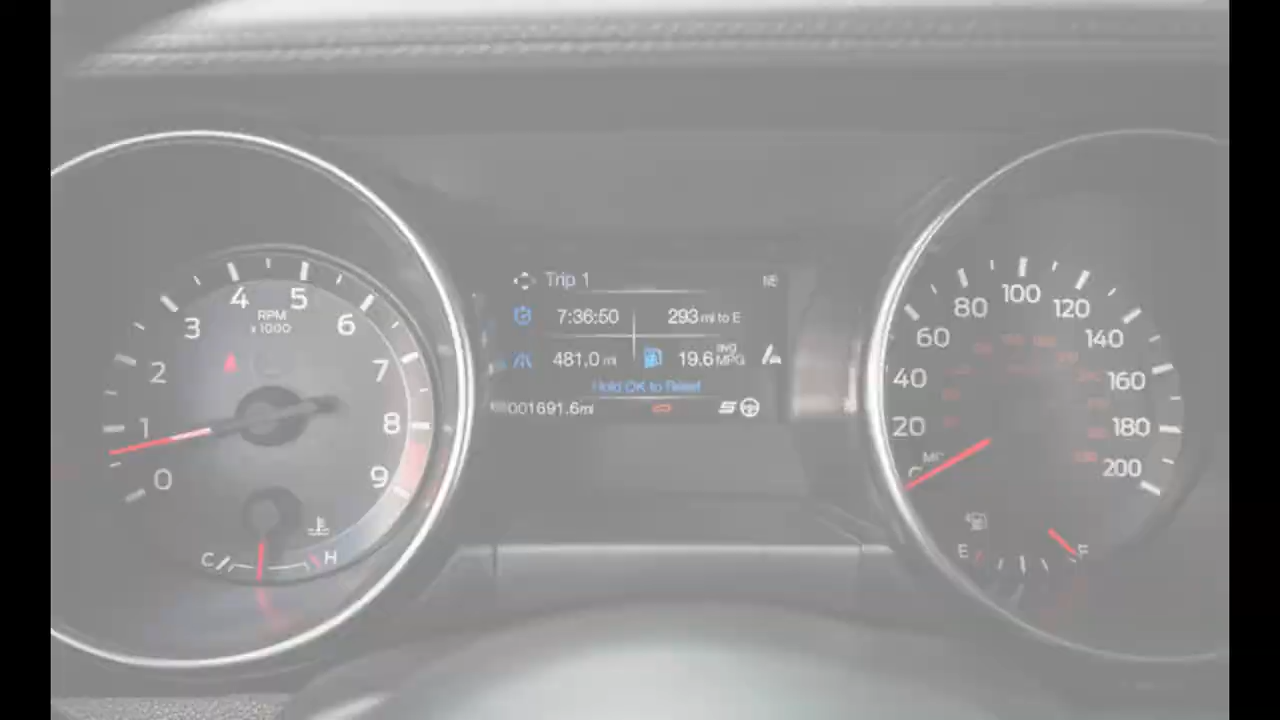 Trip 1
NE
7:36:50
293 mi to E
481.0 mi
19.6 avg MPG
Hold OK to Reset
001691.6mi
0
1
2
3
4
5
6
7
8
9
RPM
x1000
C
H
20
40
60
80
100
120
140
160
180
200
E
F